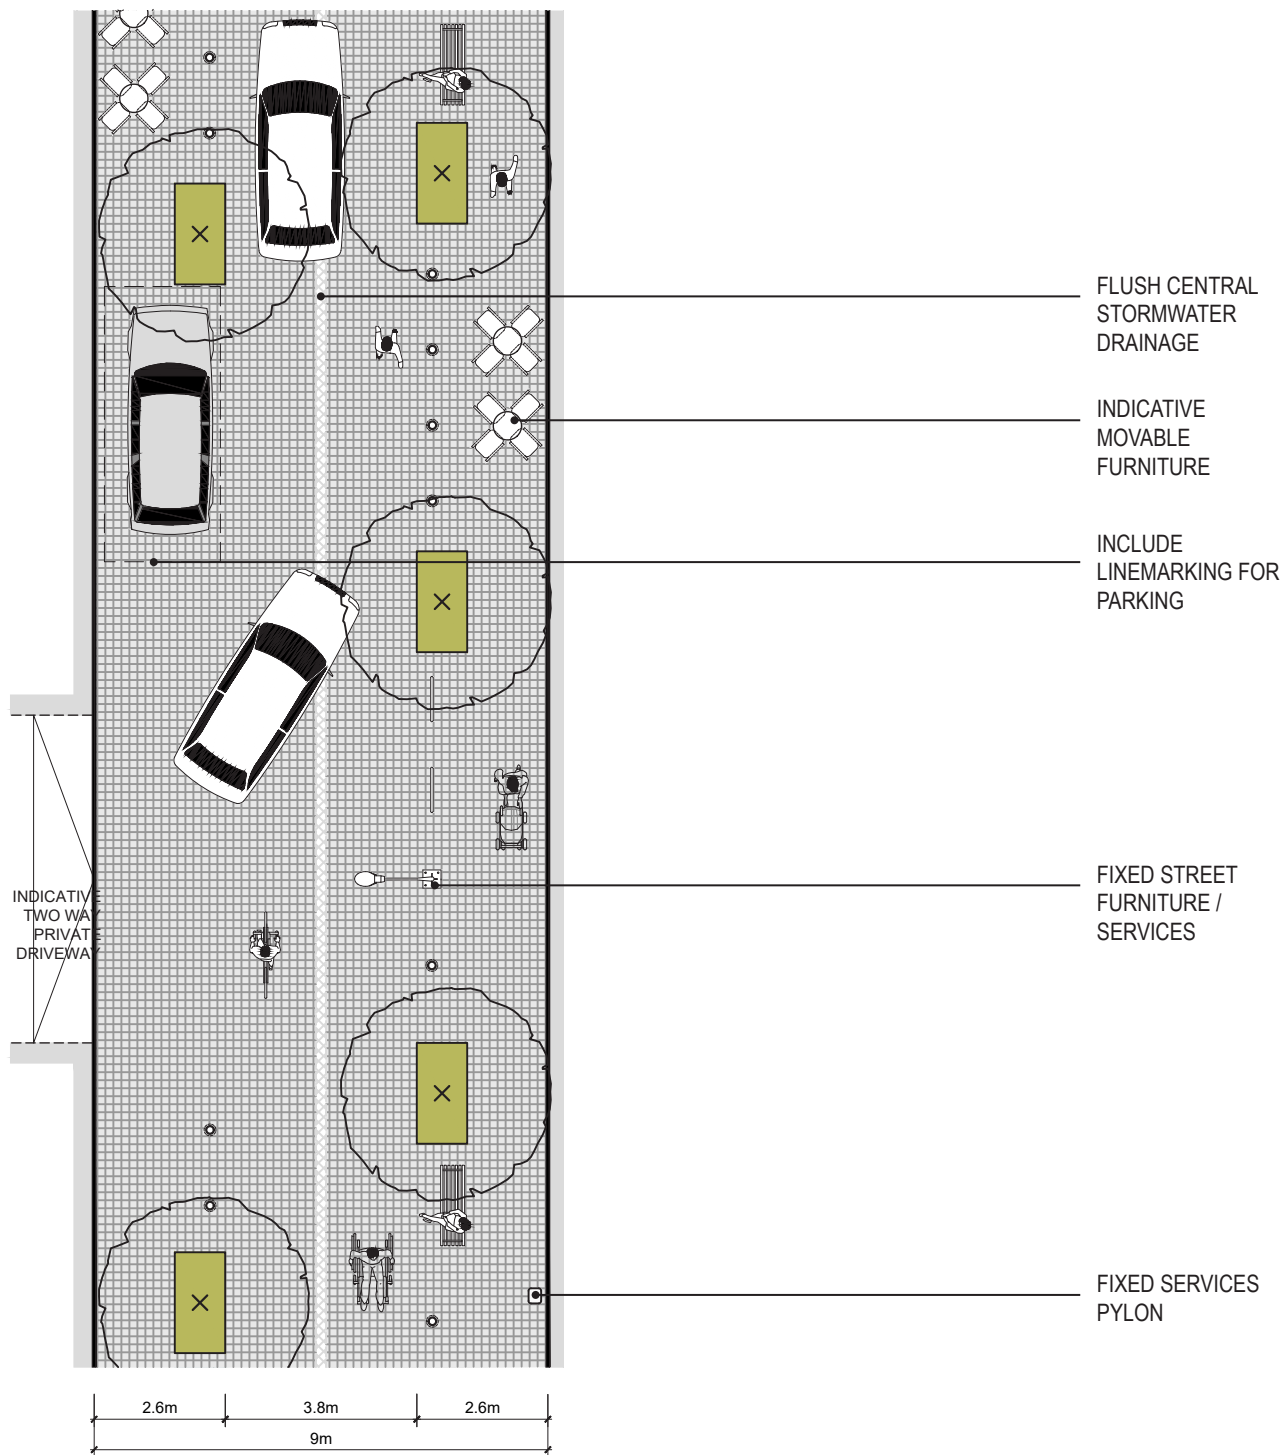 FLUSH CENTRAL
STORMWATER
DRAINAGE
INDICATIVE
MOVABLE
FURNITURE
INCLUDE
LINEMARKING FOR
PARKING
INDICATIVE
TWO WAY
PRIVATE
DRIVEWAY
FIXED STREET
FURNITURE /
SERVICES
FIXED SERVICES
PYLON
2.6m
3.8m
2.6m
9m